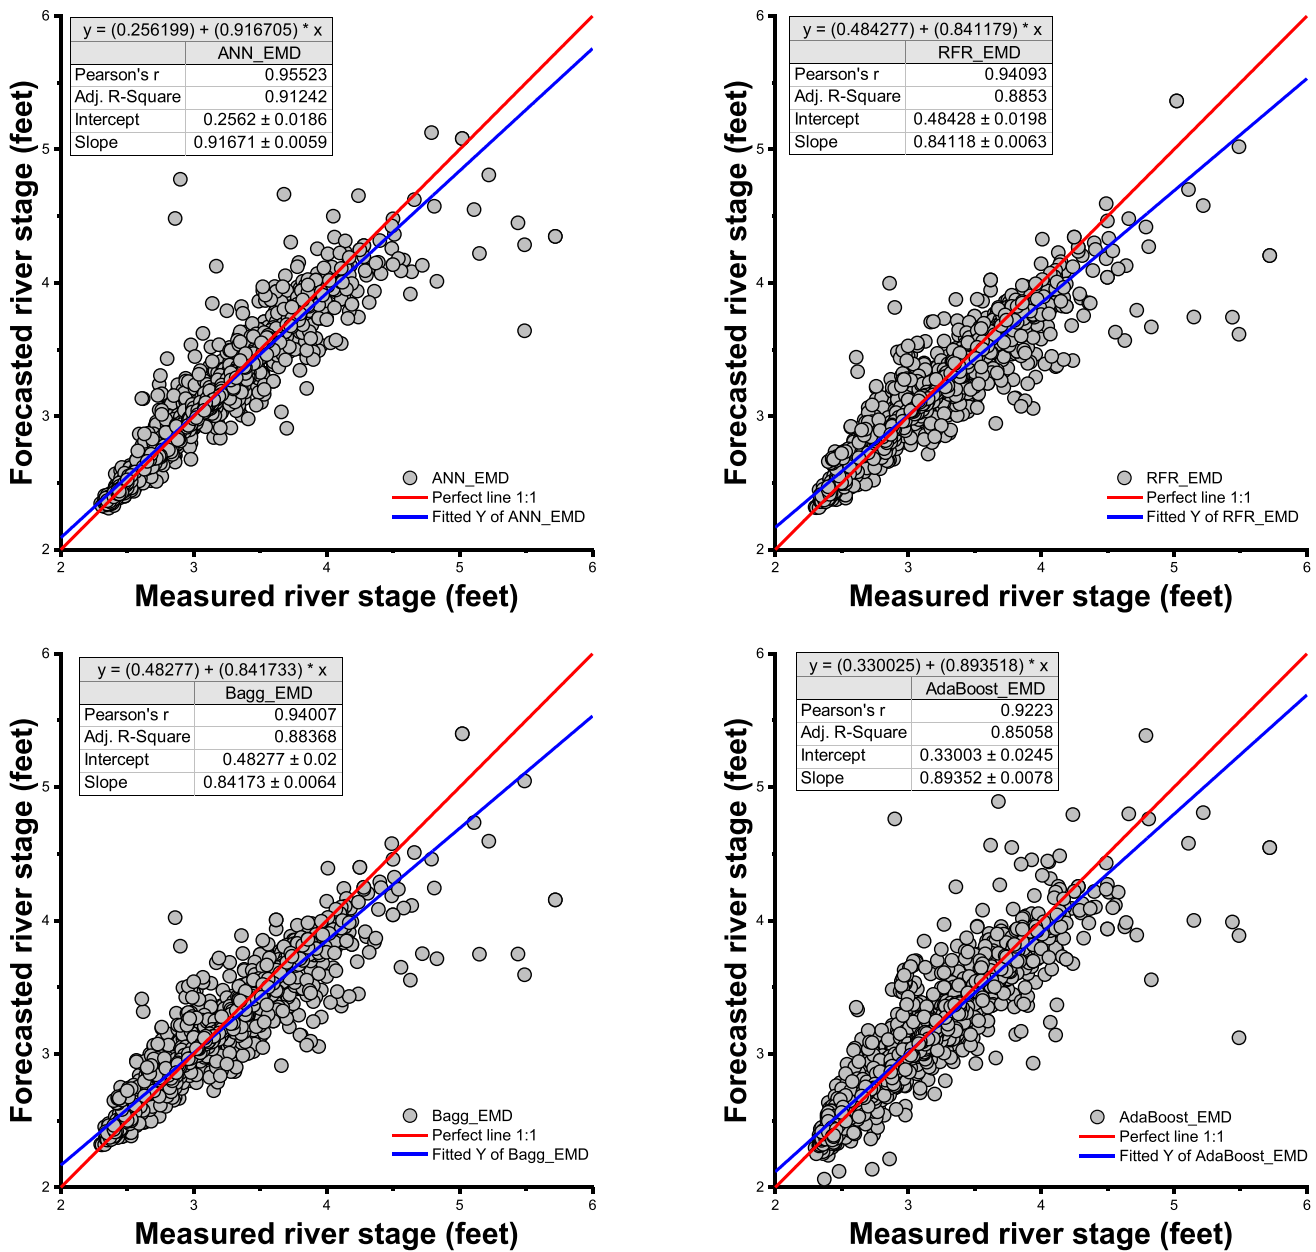 y = (0.256199) + (0.916705) * x
ANN_EMD
Pearson's r 0.95523
Adj. R-Square 0.91242
Intercept 0.2562 ± 0.0186
Slope 0.91671 ± 0.0059
6
5
4
3
2
Forecasted river stage (feet)
ANN_EMD
Perfect line 1:1
Fitted Y of ANN_EMD
2 3 4 5 6
Measured river stage (feet)
y = (0.484277) + (0.841179) * x
RFR_EMD
Pearson's r 0.94093
Adj. R-Square 0.8853
Intercept 0.48428 ± 0.0198
Slope 0.84118 ± 0.0063
6
5
4
3
2
Forecasted river stage (feet)
RFR_EMD
Perfect line 1:1
Fitted Y of RFR_EMD
2 3 4 5 6
Measured river stage (feet)
y = (0.48277) + (0.841733) * x
Bagg_EMD
Pearson's r 0.94007
Adj. R-Square 0.88368
Intercept 0.48277 ± 0.02
Slope 0.84173 ± 0.0064
6
5
4
3
2
Forecasted river stage (feet)
Bagg_EMD
Perfect line 1:1
Fitted Y of Bagg_EMD
2 3 4 5 6
Measured river stage (feet)
y = (0.330025) + (0.893518) * x
AdaBoost_EMD
Pearson's r 0.9223
Adj. R-Square 0.85058
Intercept 0.33003 ± 0.0245
Slope 0.89352 ± 0.0078
6
5
4
3
2
Forecasted river stage (feet)
AdaBoost_EMD
Perfect line 1:1
Fitted Y of AdaBoost_EMD
2 3 4 5 6
Measured river stage (feet)